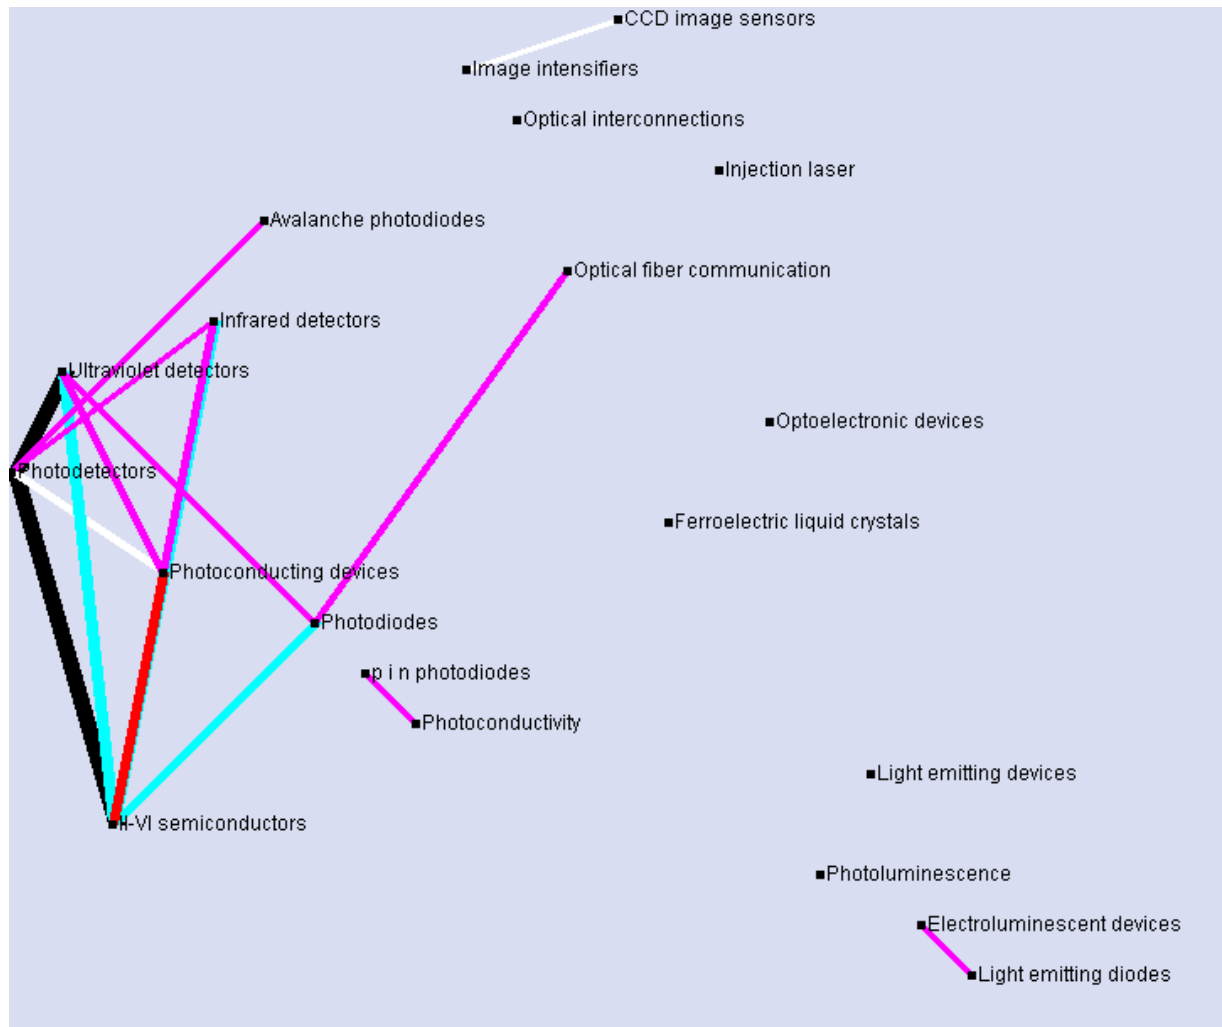 CCD image sensors
Image intensifiers
Optical interconnections
Injection laser
Avalanche photodiodes
Optical fiber communication
Infrared detectors
Ultraviolet detectors
Optoelectronic devices
Photodetectors
Ferroelectric liquid crystals
Photoconducting devices
Photodiodes
p i n photodiodes
Photoconductivity
Light emitting devices
II-VI semiconductors
Photoluminescence
Electroluminescent devices
Light emitting diodes